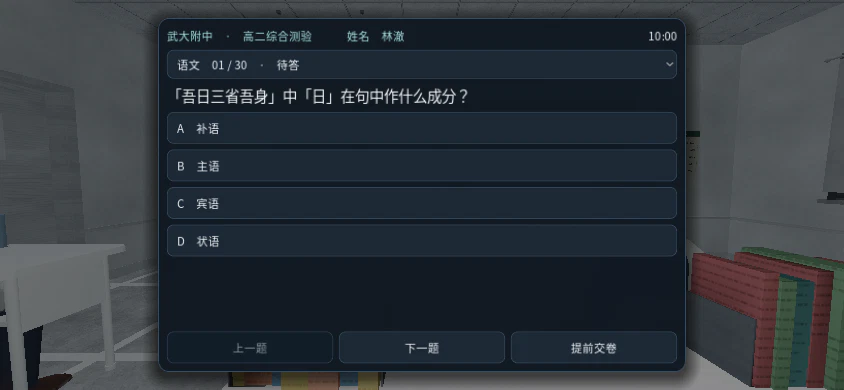 武大附中 · 高二综合测验 姓名 林澈 10:00
语文 01 / 30 · 待答
「吾日三省吾身」中「日」在句中作什么成分？
A 补语
B 主语
C 宾语
D 状语
上一题 下一题 提前交卷